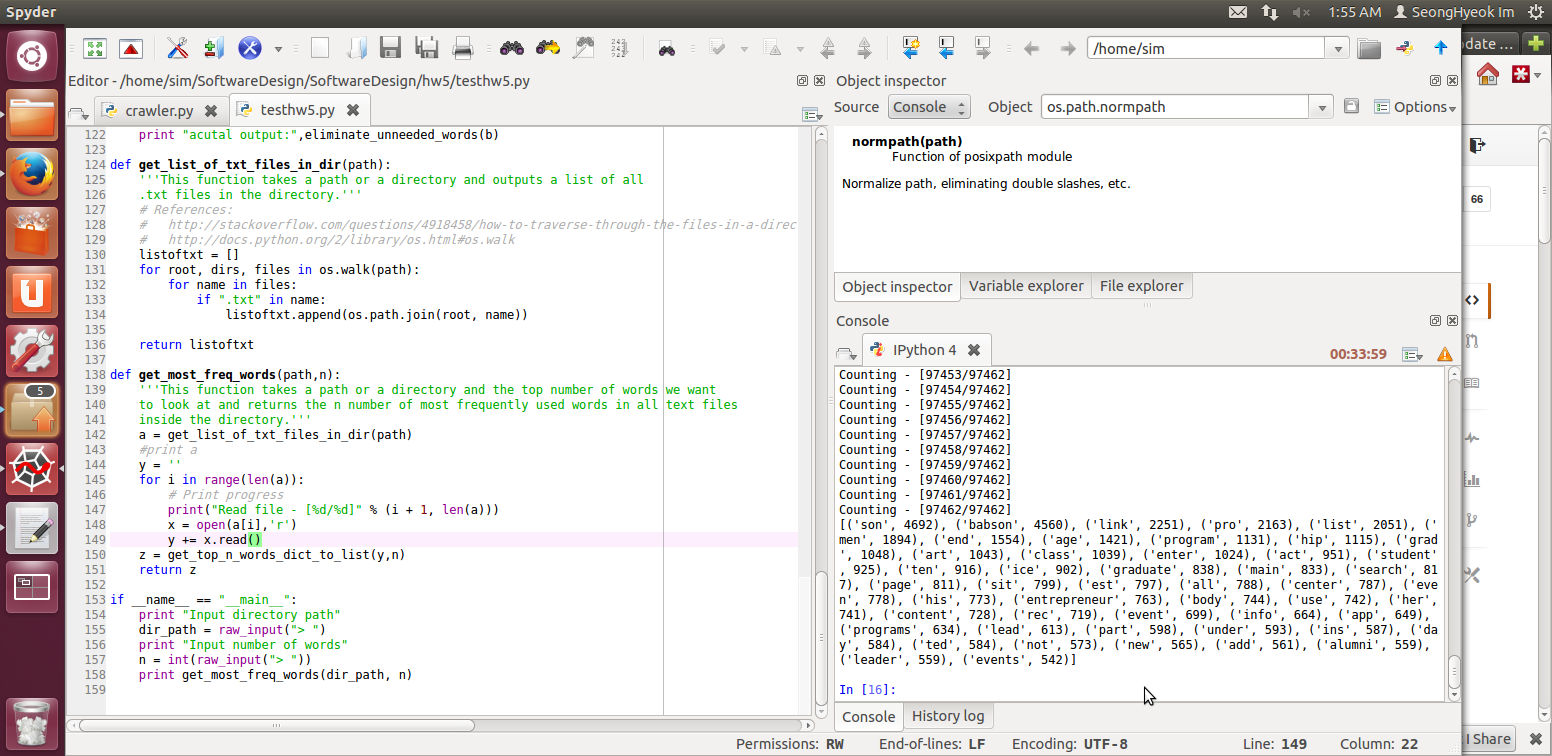 Spyder
1:55 AM
SeongHyeok Im
/home/sim
Editor - /home/sim/SoftwareDesign/SoftwareDesign/hw5/testhw5.py
crawler.py
testhw5.py
122 print "acutal output:",eliminate_unneeded_words(b)
123
124 def get_list_of_txt_files_in_dir(path):
125 '''This function takes a path or a directory and outputs a list of all
126 .txt files in the directory.'''
127 # References:
128 #   http://stackoverflow.com/questions/4918458/how-to-traverse-through-the-files-in-a-direc
129 #   http://docs.python.org/2/library/os.html#os.walk
130 listoftxt = []
131 for root, dirs, files in os.walk(path):
132 for name in files:
133 if ".txt" in name:
134 listoftxt.append(os.path.join(root, name))
135
136 return listoftxt
137
138 def get_most_freq_words(path,n):
139 '''This function takes a path or a directory and the top number of words we want
140 to look at and returns the n number of most frequently used words in all text files
141 inside the directory.'''
142 a = get_list_of_txt_files_in_dir(path)
143 #print a
144 y = ''
145 for i in range(len(a)):
146 # Print progress
147 print("Read file - [%d/%d]" % (i + 1, len(a)))
148 x = open(a[i],'r')
149 y += x.read()
150 z = get_top_n_words_dict_to_list(y,n)
151 return z
152
153 if __name__ == "__main__":
154 print "Input directory path"
155 dir_path = raw_input("> ")
156 print "Input number of words"
157 n = int(raw_input("> "))
158 print get_most_freq_words(dir_path, n)
159
Object inspector
Source Console Object os.path.normpath Options
normpath(path)
Function of posixpath module
Normalize path, eliminating double slashes, etc.
Object inspector Variable explorer File explorer
Console
IPython 4
00:33:59
Counting - [97453/97462]
Counting - [97454/97462]
Counting - [97455/97462]
Counting - [97456/97462]
Counting - [97457/97462]
Counting - [97458/97462]
Counting - [97459/97462]
Counting - [97460/97462]
Counting - [97461/97462]
Counting - [97462/97462]
[('son', 4692), ('babson', 4560), ('link', 2251), ('pro', 2163), ('list', 2051), ('
men', 1894), ('end', 1554), ('age', 1421), ('program', 1131), ('hip', 1115), ('grad
', 1048), ('art', 1043), ('class', 1039), ('enter', 1024), ('act', 951), ('student'
, 925), ('ten', 916), ('ice', 902), ('graduate', 838), ('main', 833), ('search', 81
7), ('page', 811), ('sit', 799), ('est', 797), ('all', 788), ('center', 787), ('eve
n', 778), ('his', 773), ('entrepreneur', 763), ('body', 744), ('use', 742), ('her',
741), ('content', 728), ('rec', 719), ('event', 699), ('info', 664), ('app', 649),
('programs', 634), ('lead', 613), ('part', 598), ('under', 593), ('ins', 587), ('da
y', 584), ('ted', 584), ('not', 573), ('new', 565), ('add', 561), ('alumni', 559),
('leader', 559), ('events', 542)]
In [16]:
Console History log
Permissions: RW End-of-lines: LF Encoding: UTF-8 Line: 149 Column: 22
date ...
66
I Share
5